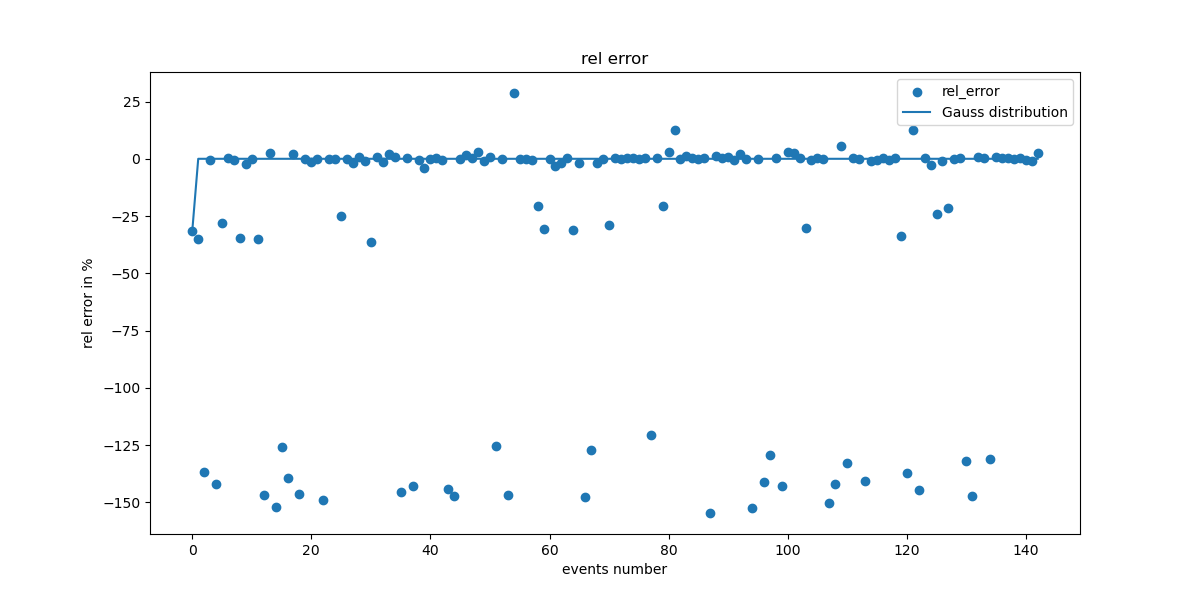 rel error
rel_error
Gauss distribution
rel error in %
25
0
−25
−50
−75
−100
−125
−150
0 20 40 60 80 100 120 140
events number